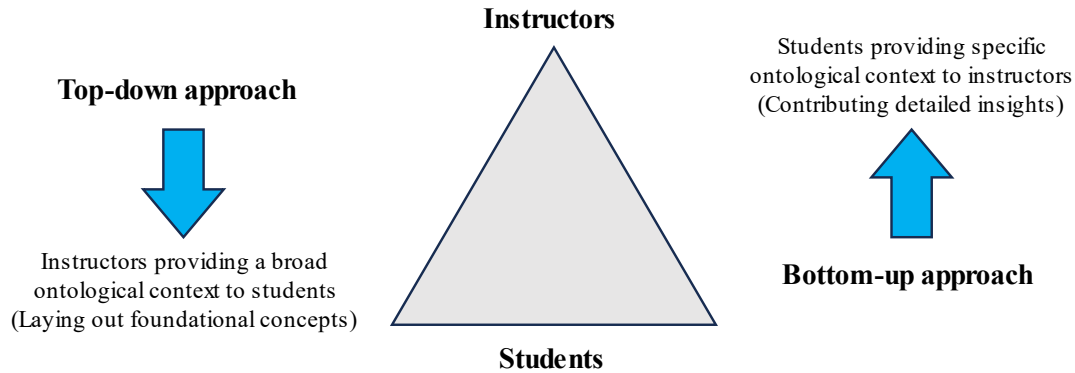 Instructors
Top-down approach
Instructors providing a broad
ontological context to students
(Laying out foundational concepts)
Students providing specific
ontological context to instructors
(Contributing detailed insights)
Bottom-up approach
Students